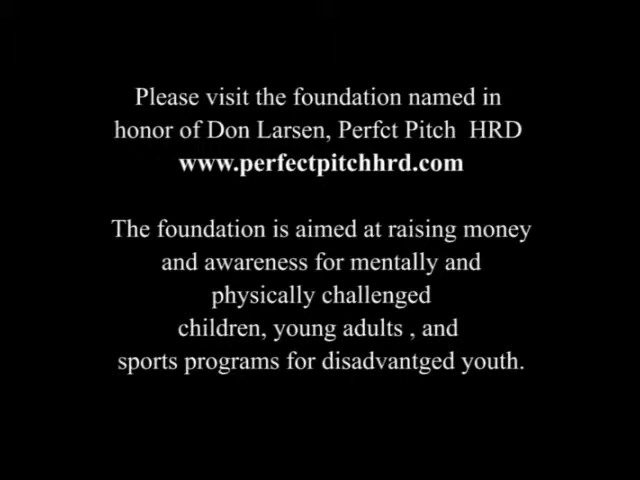 Please visit the foundation named in
honor of Don Larsen, Perfct Pitch  HRD
www.perfectpitchhrd.com
The foundation is aimed at raising money
and awareness for mentally and
physically challenged
children, young adults , and
sports programs for disadvantged youth.